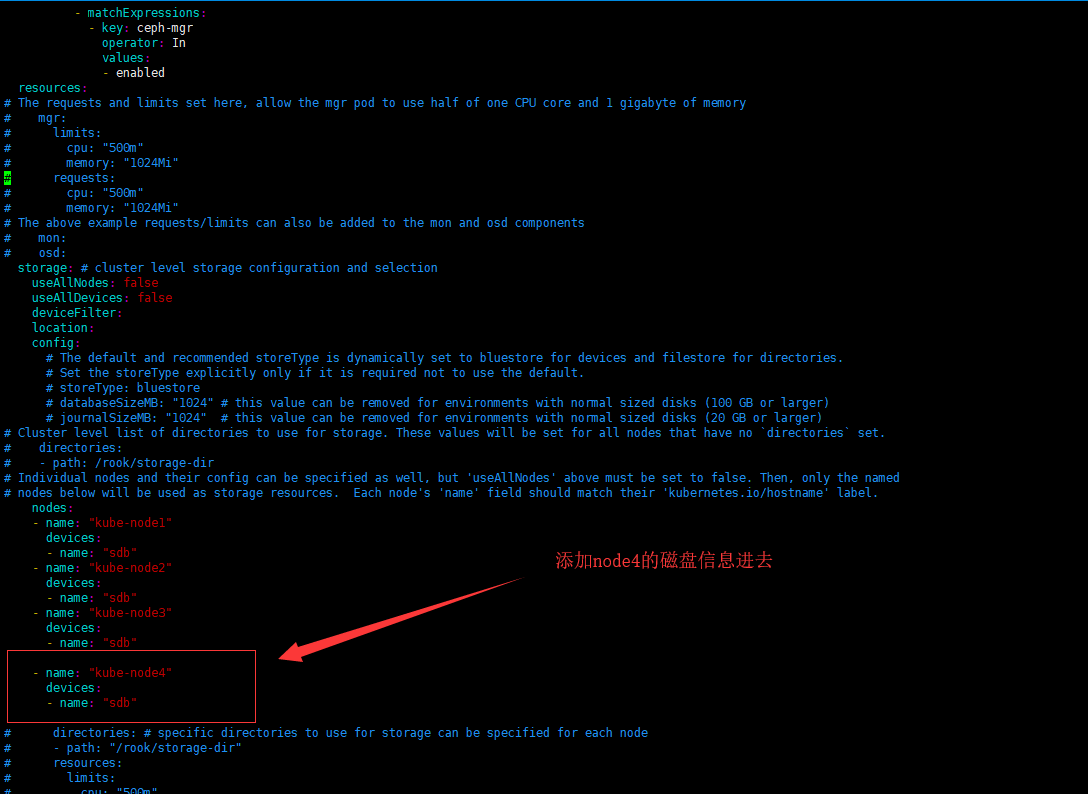 - matchExpressions:
- key: ceph-mgr
operator: In
values:
- enabled
resources:
# The requests and limits set here, allow the mgr pod to use half of one CPU core and 1 gigabyte of memory
#    mgr:
#      limits:
#        cpu: "500m"
#        memory: "1024Mi"
#      requests:
#        cpu: "500m"
#        memory: "1024Mi"
# The above example requests/limits can also be added to the mon and osd components
#    mon:
#    osd:
storage: # cluster level storage configuration and selection
useAllNodes: false
useAllDevices: false
deviceFilter:
location:
config:
# The default and recommended storeType is dynamically set to bluestore for devices and filestore for directories.
# Set the storeType explicitly only if it is required not to use the default.
# storeType: bluestore
# databaseSizeMB: "1024" # this value can be removed for environments with normal sized disks (100 GB or larger)
# journalSizeMB: "1024"  # this value can be removed for environments with normal sized disks (20 GB or larger)
# Cluster level list of directories to use for storage. These values will be set for all nodes that have no `directories` set.
#    directories:
#    - path: /rook/storage-dir
# Individual nodes and their config can be specified as well, but 'useAllNodes' above must be set to false. Then, only the named
# nodes below will be used as storage resources.  Each node's 'name' field should match their 'kubernetes.io/hostname' label.
nodes:
- name: "kube-node1"
devices:
- name: "sdb"
- name: "kube-node2"
devices:
- name: "sdb"
- name: "kube-node3"
devices:
- name: "sdb"
添加node4的磁盘信息进去
- name: "kube-node4"
devices:
- name: "sdb"
#      directories: # specific directories to use for storage can be specified for each node
#      - path: "/rook/storage-dir"
#      resources:
#        limits:
#          cpu: "500m"